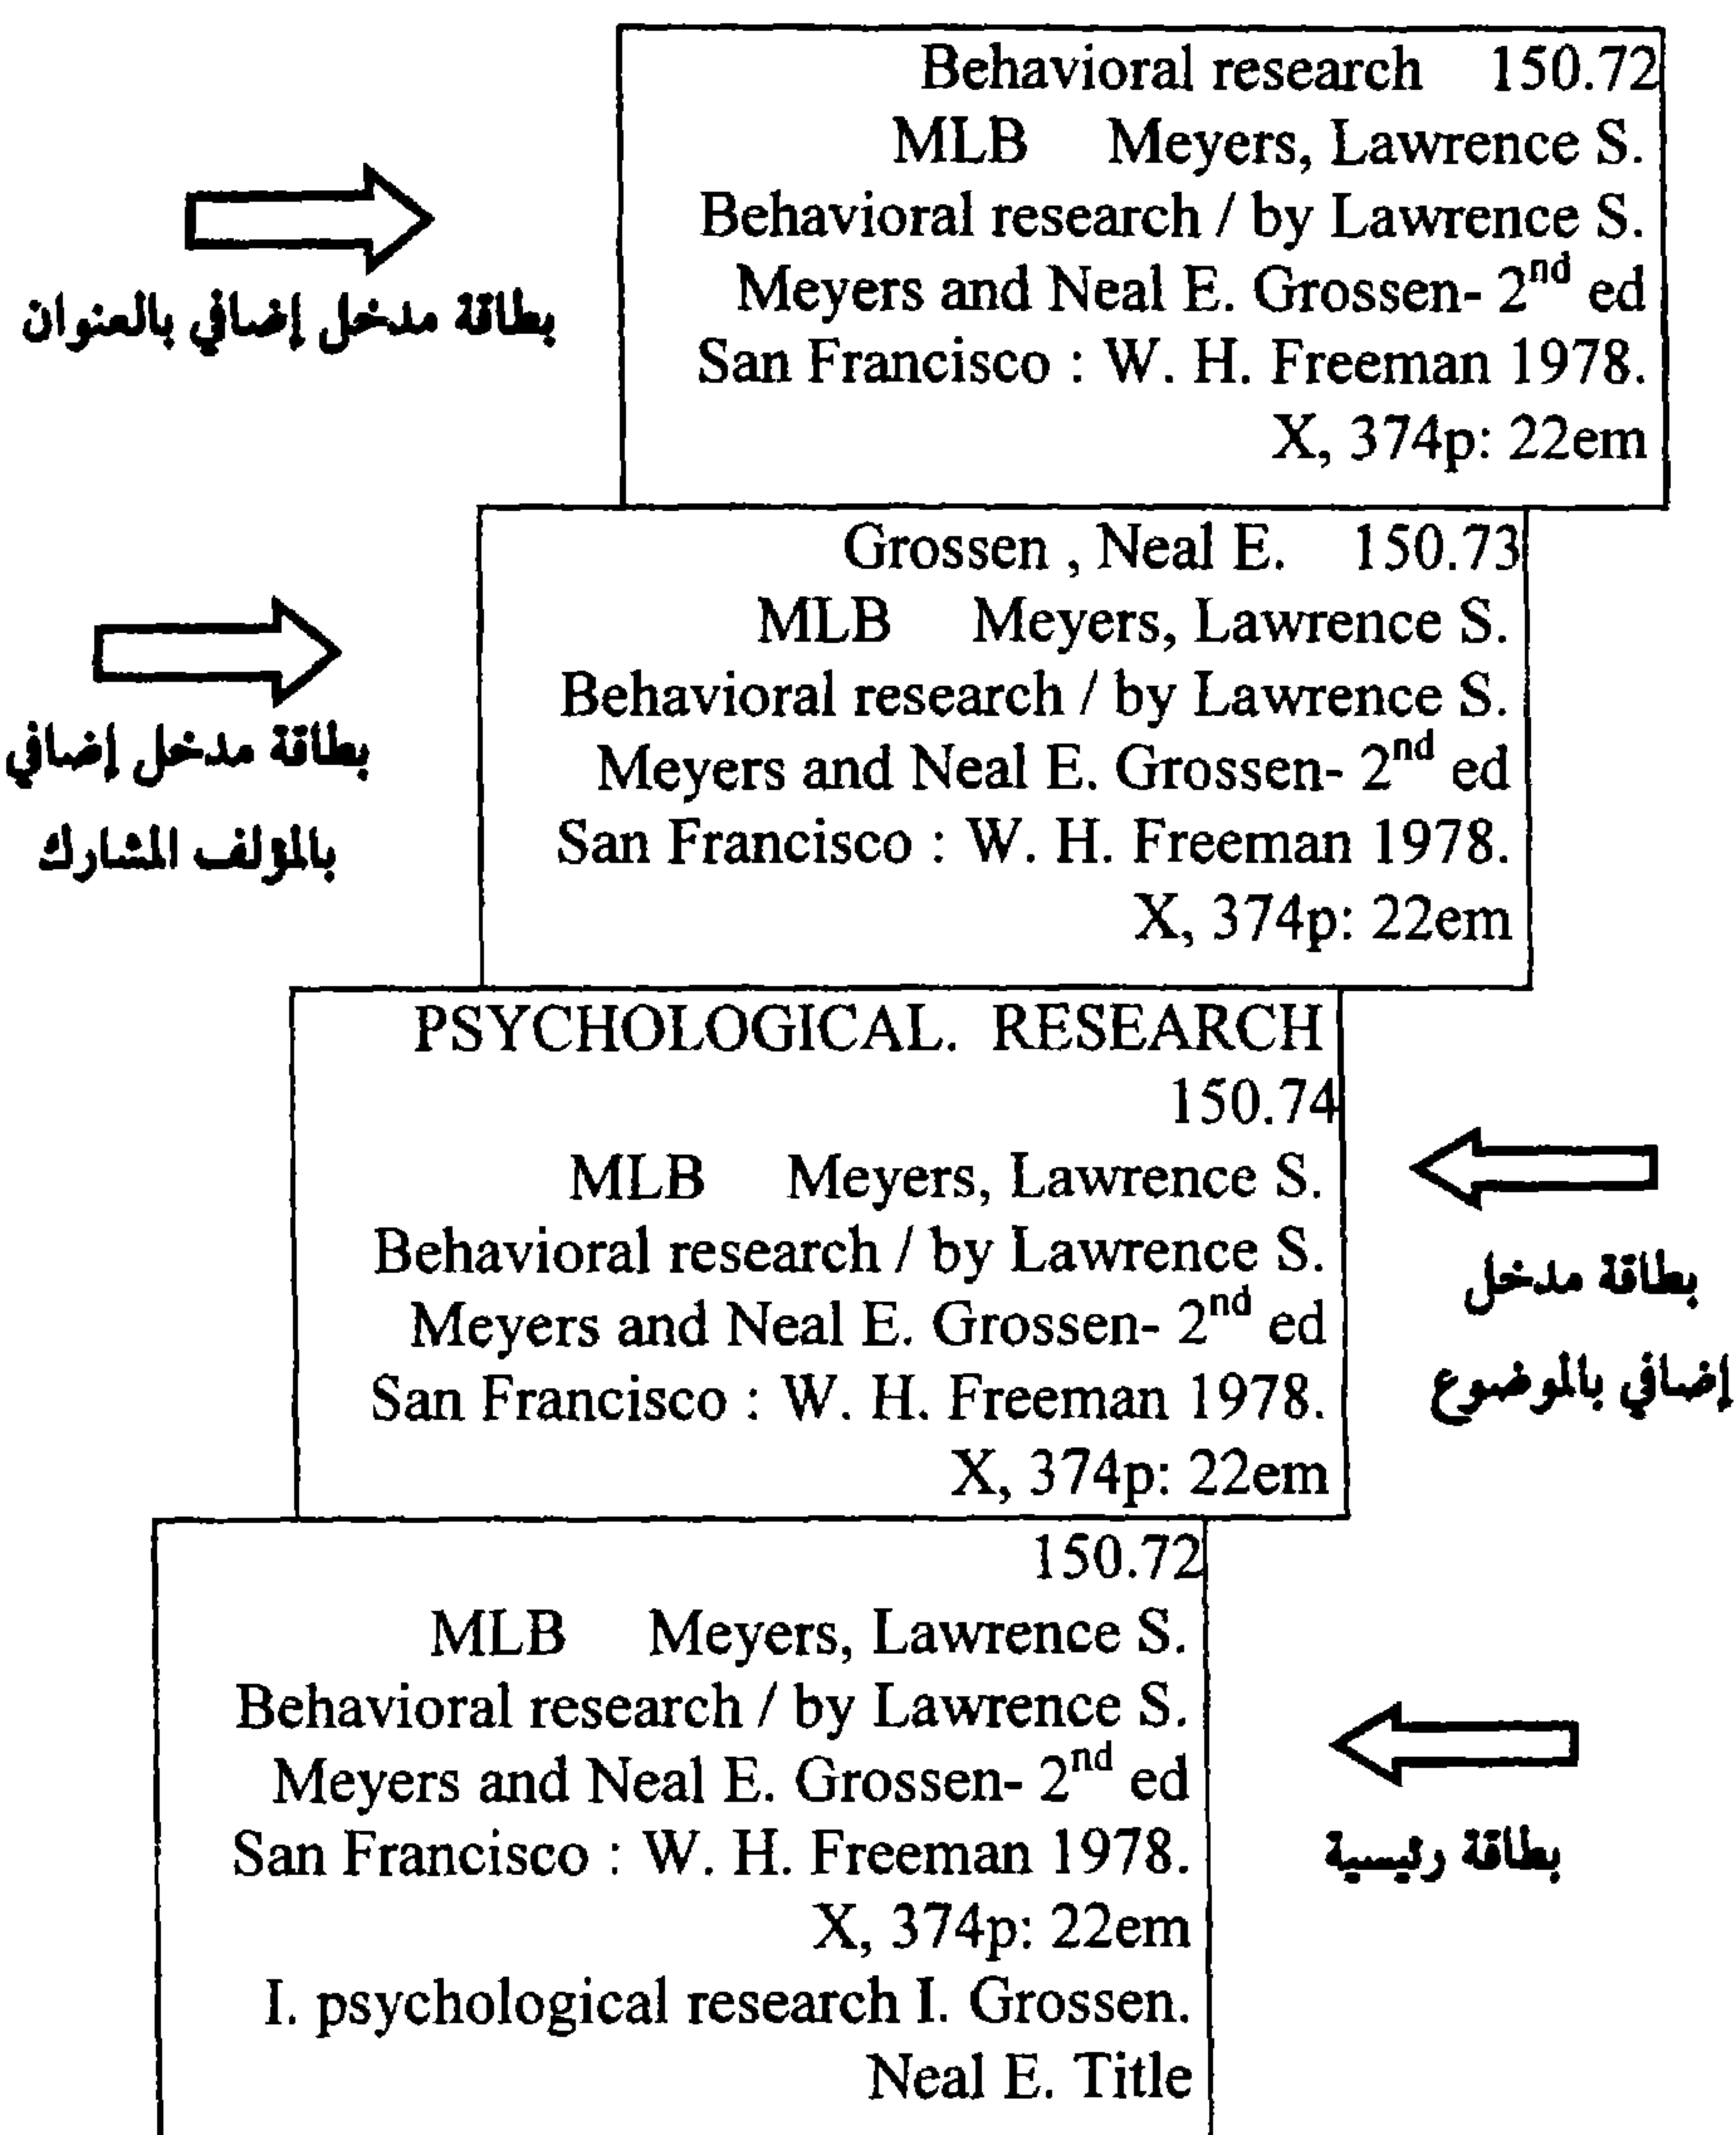 Behavioral research 150.72
MLB Meyers, Lawrence S.
Behavioral research / by Lawrence S.
Meyers and Neal E. Grossen- 2nd ed
San Francisco : W. H. Freeman 1978.
X, 374p: 22em
بطاقة مدخل إضافي بالعنوان
Grossen , Neal E. 150.73
MLB Meyers, Lawrence S.
Behavioral research / by Lawrence S.
Meyers and Neal E. Grossen- 2nd ed
San Francisco : W. H. Freeman 1978.
X, 374p: 22em
بطاقة مدخل إضافي
بالمؤلف المشارك
PSYCHOLOGICAL. RESEARCH
150.74
MLB Meyers, Lawrence S.
Behavioral research / by Lawrence S.
Meyers and Neal E. Grossen- 2nd ed
San Francisco : W. H. Freeman 1978.
X, 374p: 22em
بطاقة مدخل
إضافي بالموضوع
150.72
MLB Meyers, Lawrence S.
Behavioral research / by Lawrence S.
Meyers and Neal E. Grossen- 2nd ed
San Francisco : W. H. Freeman 1978.
X, 374p: 22em
I. psychological research I. Grossen.
Neal E. Title
بطاقة رئيسية